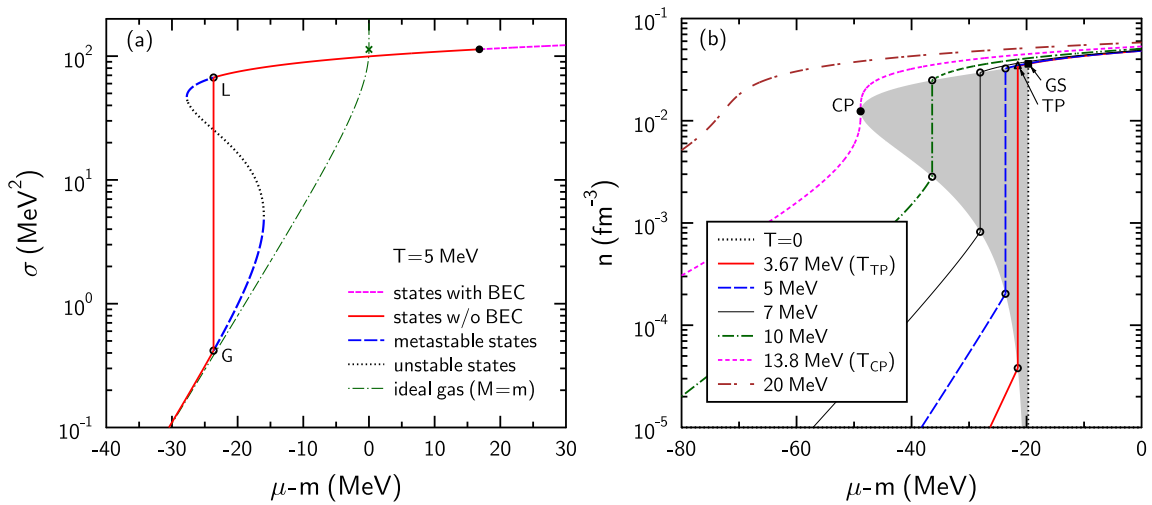 (a)
σ (MeV²)
10²
10¹
10⁰
10⁻¹
L
G
T=5 MeV
states with BEC
states w/o BEC
metastable states
unstable states
ideal gas (M=m)
-40 -30 -20 -10 0 10 20 30
μ-m (MeV)
(b)
n (fm⁻³)
10⁻¹
10⁻²
10⁻³
10⁻⁴
10⁻⁵
CP
GS
TP
T=0
3.67 MeV (T_TP)
5 MeV
7 MeV
10 MeV
13.8 MeV (T_CP)
20 MeV
-80 -60 -40 -20 0
μ-m (MeV)